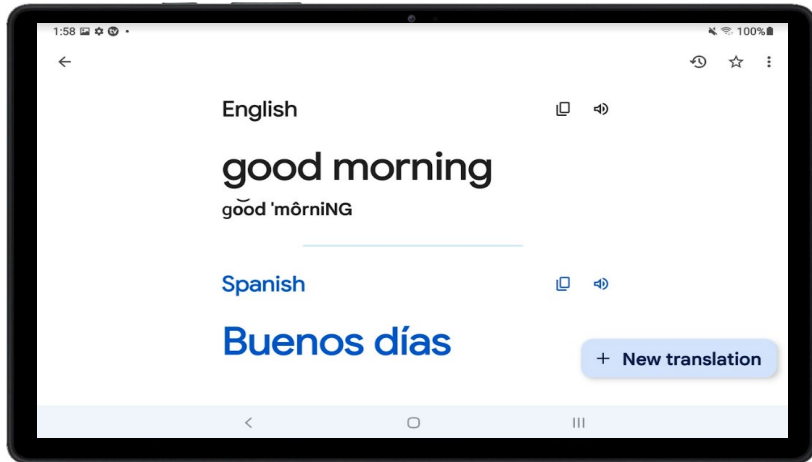 1:58
100%
English
good morning
go͝od 'môrniNG
Spanish
Buenos días
+ New translation